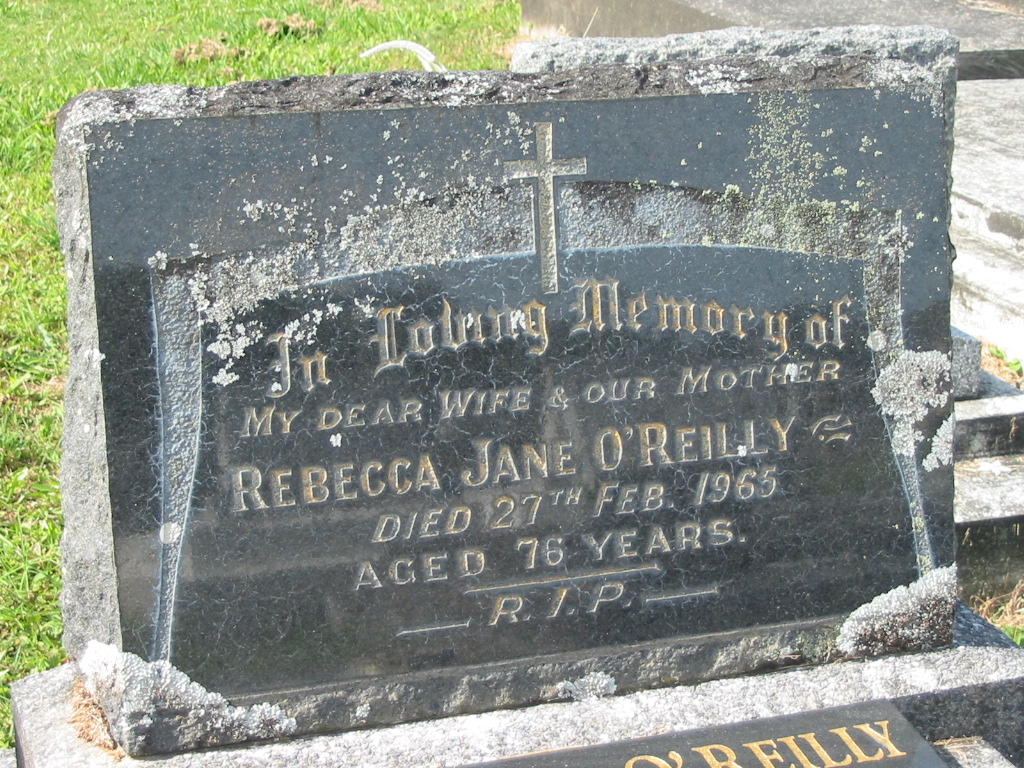 In Loving Memory of
MY DEAR WIFE & OUR MOTHER
REBECCA JANE O'REILLY
DIED 27TH FEB. 1965
AGED 76 YEARS.
R.I.P.
O'REILLY